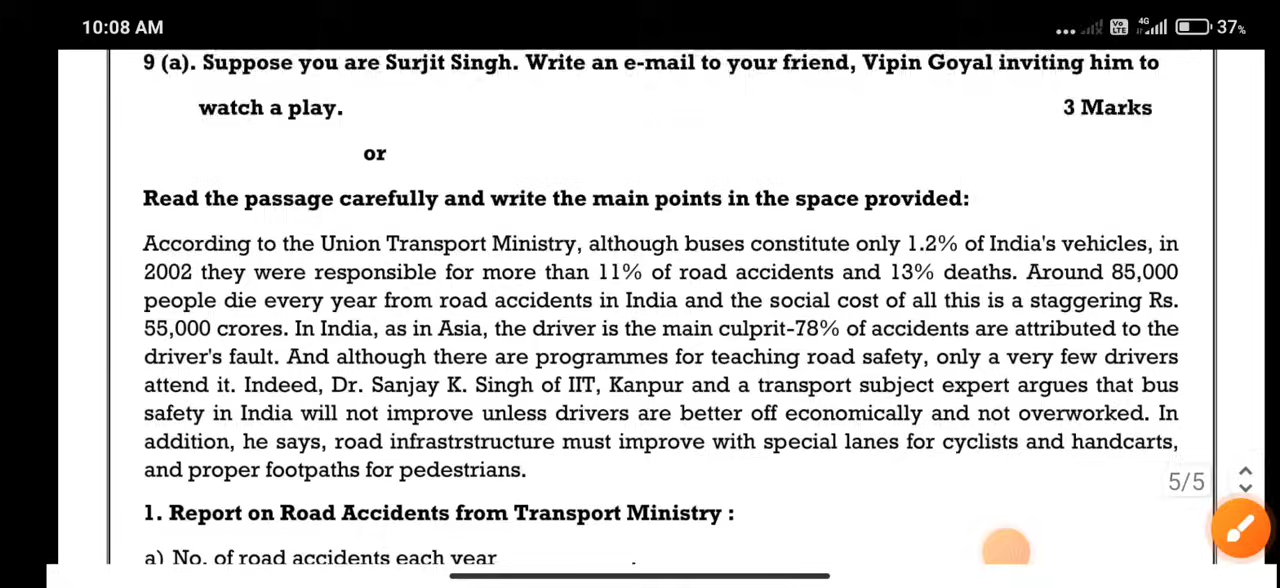 10:08 AM
Vo LTE 4G 37%
9 (a). Suppose you are Surjit Singh. Write an e-mail to your friend, Vipin Goyal inviting him to
watch a play. 3 Marks
or
Read the passage carefully and write the main points in the space provided:
According to the Union Transport Ministry, although buses constitute only 1.2% of India's vehicles, in
2002 they were responsible for more than 11% of road accidents and 13% deaths. Around 85,000
people die every year from road accidents in India and the social cost of all this is a staggering Rs.
55,000 crores. In India, as in Asia, the driver is the main culprit-78% of accidents are attributed to the
driver's fault. And although there are programmes for teaching road safety, only a very few drivers
attend it. Indeed, Dr. Sanjay K. Singh of IIT, Kanpur and a transport subject expert argues that bus
safety in India will not improve unless drivers are better off economically and not overworked. In
addition, he says, road infrastrstructure must improve with special lanes for cyclists and handcarts,
and proper footpaths for pedestrians.
5/5
1. Report on Road Accidents from Transport Ministry :
a) No. of road accidents each year